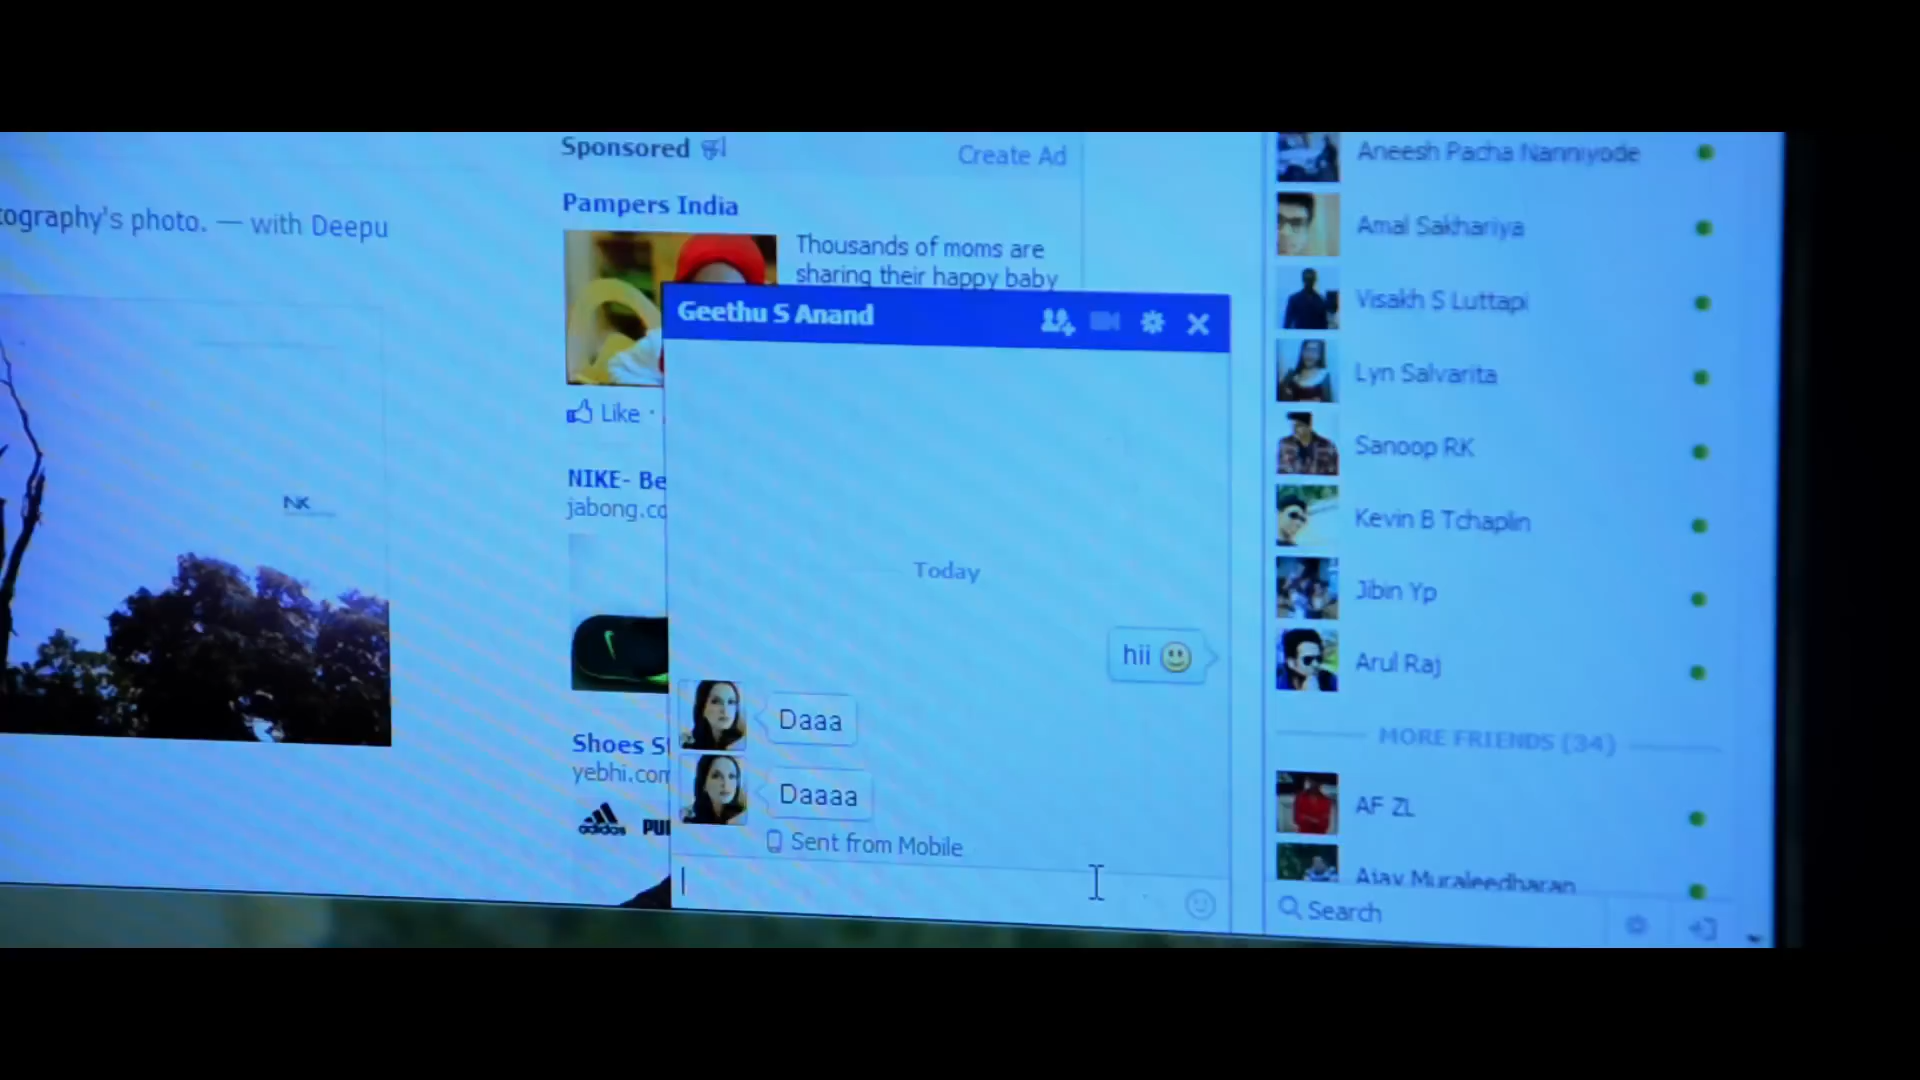 tography's photo. — with Deepu
NK
Sponsored
Create Ad
Pampers India
Thousands of moms are
sharing their happy baby
Like ·
NIKE- Be
jabong.co
Shoes S
yebhi.com
adidas PU
Geethu S Anand
Today
hii
Daaa
Daaaa
Sent from Mobile
Aneesh Pacha Nanniyode
Amal Sakhariya
Visakh S Luttapi
Lyn Salvarita
Sanoop RK
Kevin B Tchaplin
Jibin Yp
Arul Raj
MORE FRIENDS (34)
AF ZL
Ajay Muraleedharan
Search